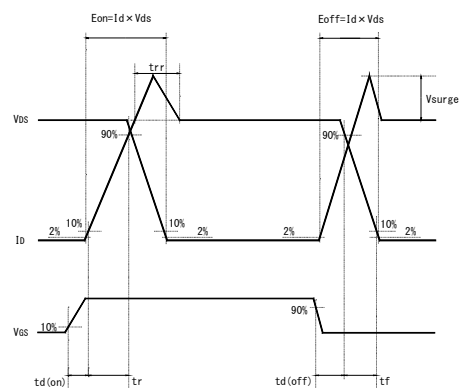 Eon=Id×Vds
Eoff=Id×Vds
trr
Vsurge
VDS
90%
90%
10%
10%
10%
2%
2%
2%
2%
ID
VGS
10%
90%
td(on)
tr
td(off)
tf